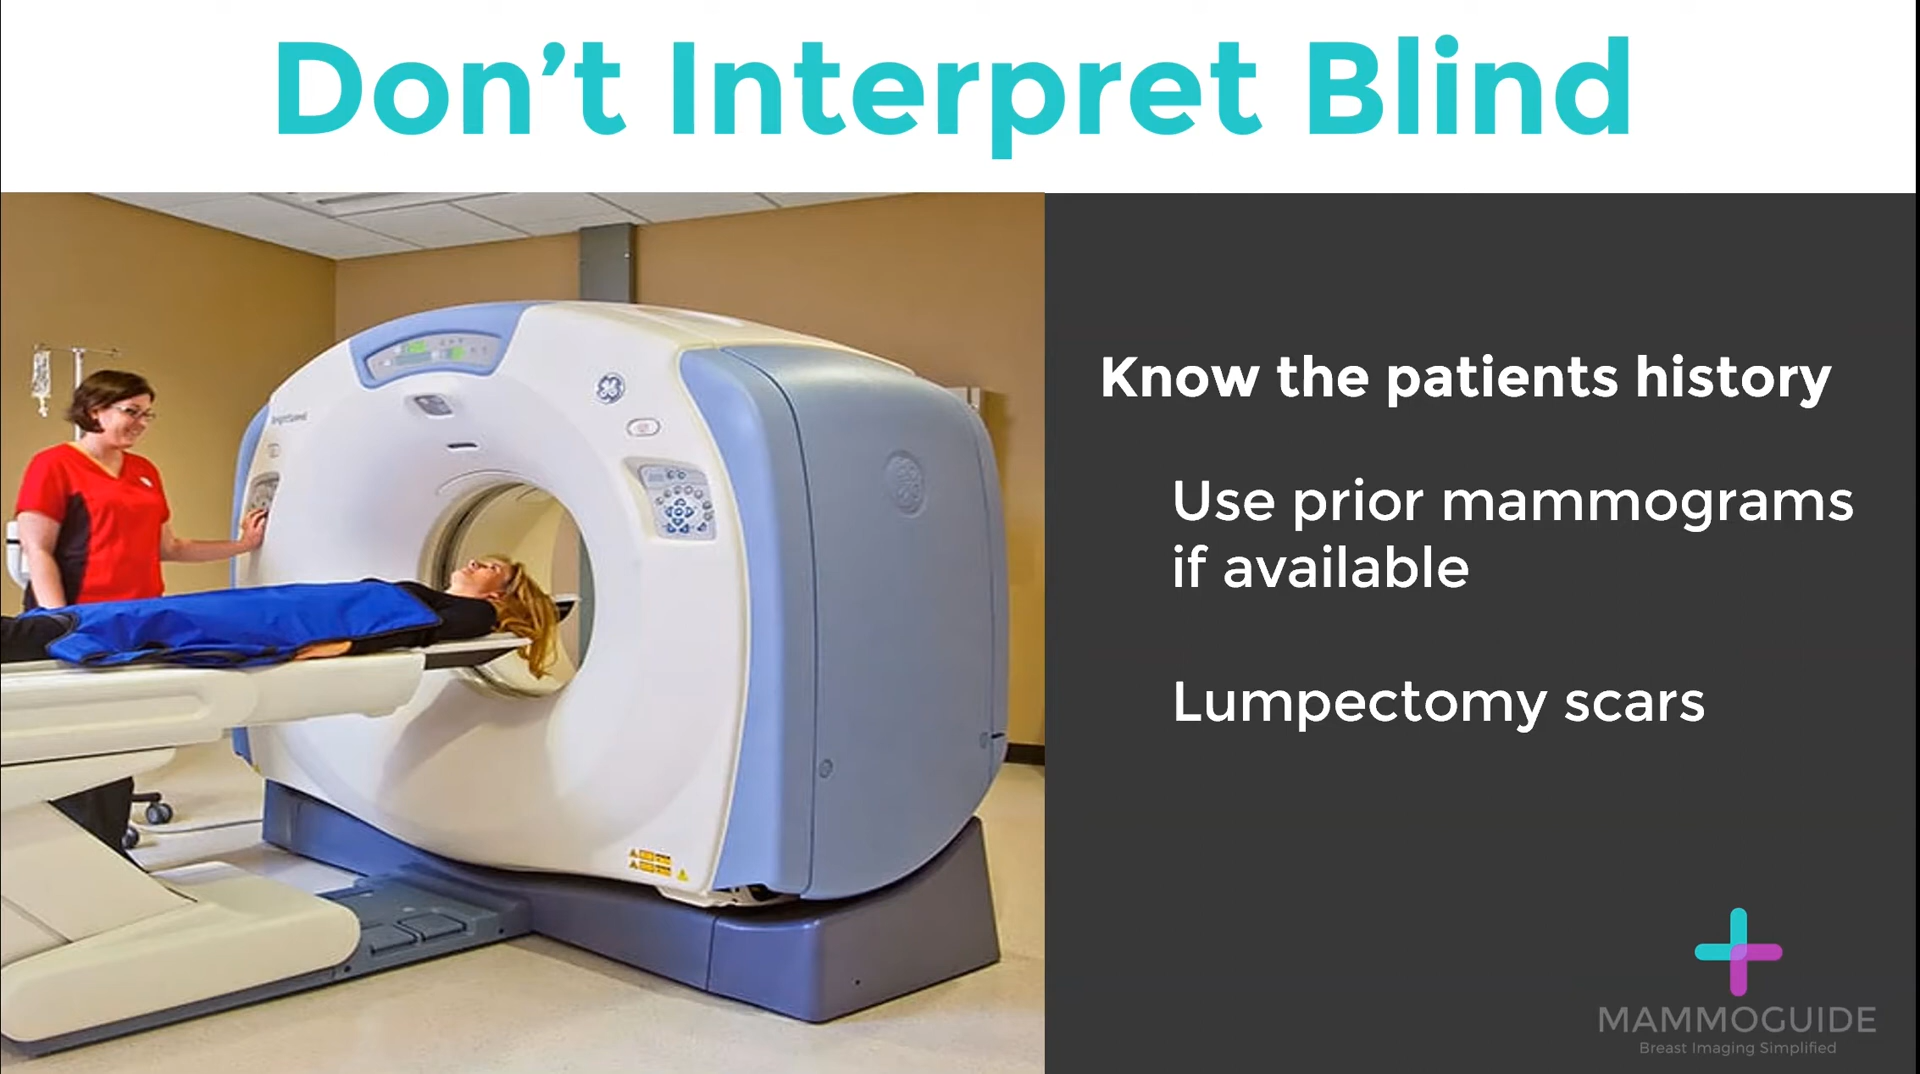 Don’t Interpret Blind
Know the patients history
Use prior mammograms
if available
Lumpectomy scars
MAMMOGUIDE
Breast Imaging Simplified